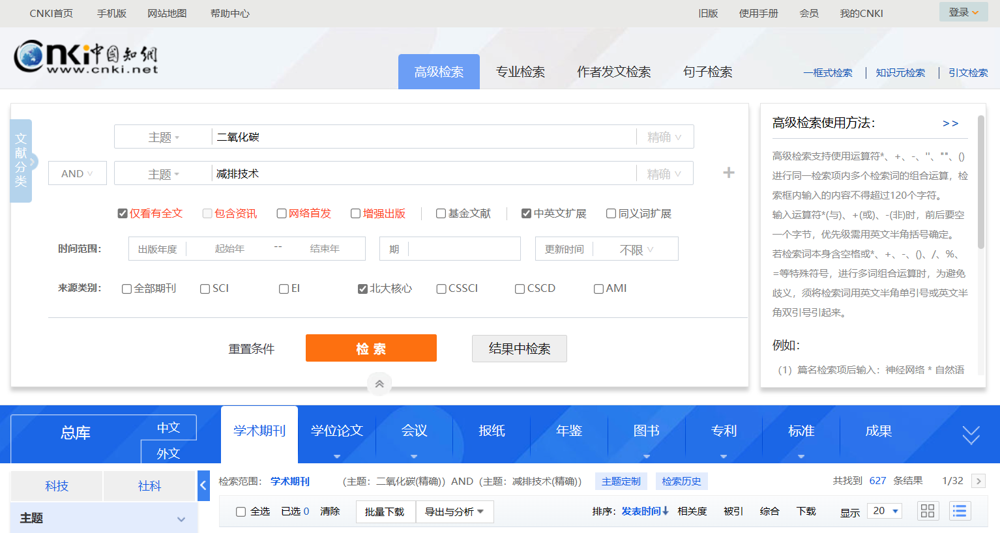 CNKI首页 手机版 网站地图 帮助中心 旧版 使用手册 会员 我的CNKI 登录
Cnki中国知網
www.cnki.net
高级检索 专业检索 作者发文检索 句子检索 一框式检索 知识元检索 引文检索
文献分类
主题 二氧化碳 精确
AND 主题 减排技术 精确 +
仅看有全文 包含资讯 网络首发 增强出版 基金文献 中英文扩展 同义词扩展
时间范围： 出版年度 起始年 -- 结束年 期 更新时间 不限
来源类别： 全部期刊 SCI EI 北大核心 CSSCI CSCD AMI
重置条件 检索 结果中检索
高级检索使用方法： >>
高级检索支持使用运算符*、+、-、''、""、()
进行同一检索项内多个检索词的组合运算，检
索框内输入的内容不得超过120个字符。
输入运算符*(与)、+(或)、-(非)时，前后要空
一个字节，优先级需用英文半角括号确定。
若检索词本身含空格或*、+、-、()、/、%、
=等特殊符号，进行多词组合运算时，为避免
歧义，须将检索词用英文半角单引号或英文半
角双引号引起来。
例如：
（1）篇名检索项后输入：神经网络 * 自然语
总库 中文 外文 学术期刊 学位论文 会议 报纸 年鉴 图书 专利 标准 成果
科技 社科
主题
检索范围： 学术期刊 （主题：二氧化碳(精确)）AND（主题：减排技术(精确)） 主题定制 检索历史 共找到 627 条结果 1/32 >
全选 已选 0 清除 批量下载 导出与分析 排序： 发表时间↓ 相关度 被引 综合 下载 显示 20